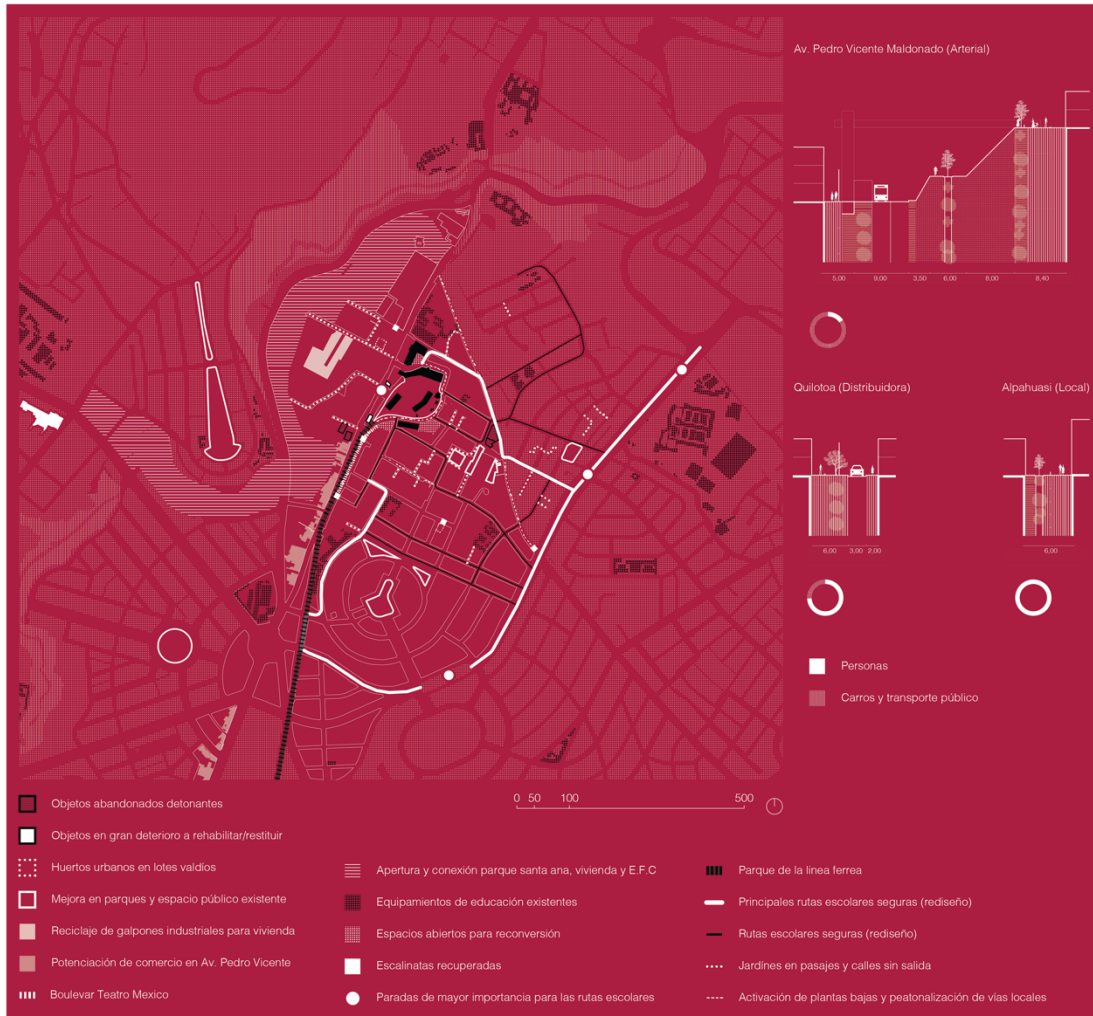 Av. Pedro Vicente Maldonado (Arterial)
5,00 9,00 3,50 6,00 8,00 8,40
Quilotoa (Distribuidora)
Alpahuasi (Local)
6,00 3,00 2,00
6,00
Personas
Carros y transporte público
0 50 100 500
Objetos abandonados detonantes
Objetos en gran deterioro a rehabilitar/restituir
Huertos urbanos en lotes valdíos
Mejora en parques y espacio público existente
Reciclaje de galpones industriales para vivienda
Potenciación de comercio en Av. Pedro Vicente
Boulevar Teatro Mexico
Apertura y conexión parque santa ana, vivienda y E.F.C
Equipamientos de educación existentes
Espacios abiertos para reconversión
Escalinatas recuperadas
Paradas de mayor importancia para las rutas escolares
Parque de la linea ferrea
Principales rutas escolares seguras (rediseño)
Rutas escolares seguras (rediseño)
Jardínes en pasajes y calles sin salida
Activación de plantas bajas y peatonalización de vías locales